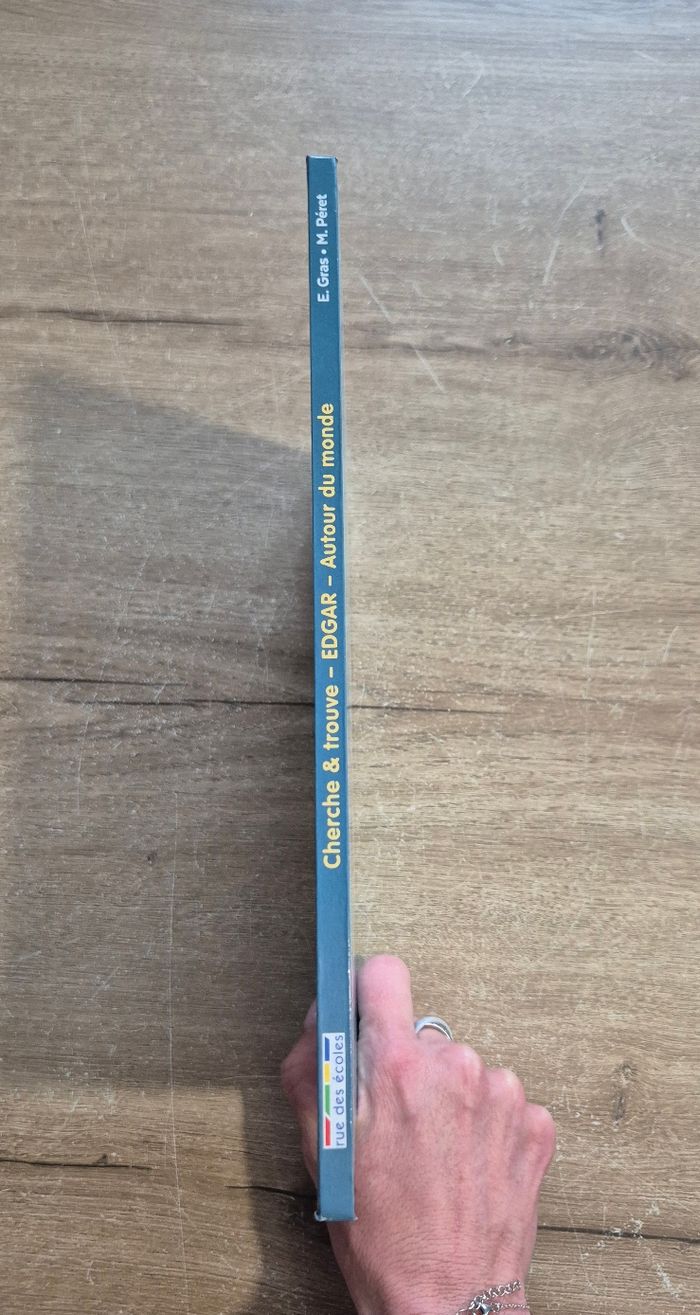 rue des écoles
Cherche & trouve – EDGAR – Autour du monde
E. Gras • M. Péret